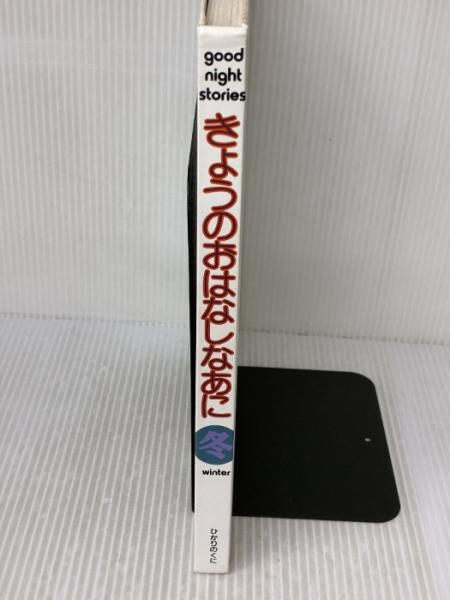 good
night
stories
きょうのおはなしなあに
冬
winter
ひかりのくに